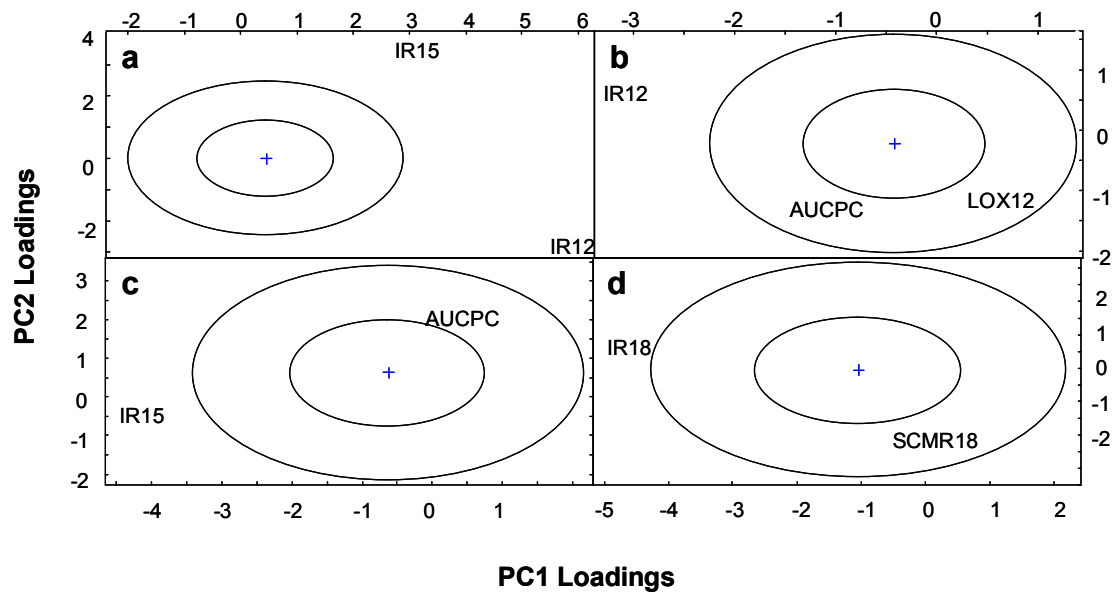 -2 -1 0 1 2 3 4 5 6 -3 -2 -1 0 1
4 a IR15 b
1
2 IR12
0 0
AUCPC LOX12 -1
-2
IR12 -2
3 c d
2 AUCPC 2
1 IR18 1
0 0
IR15 -1
-1 SCMR18 -2
-2
-4 -3 -2 -1 0 1 -5 -4 -3 -2 -1 0 1 2
PC2 Loadings
PC1 Loadings